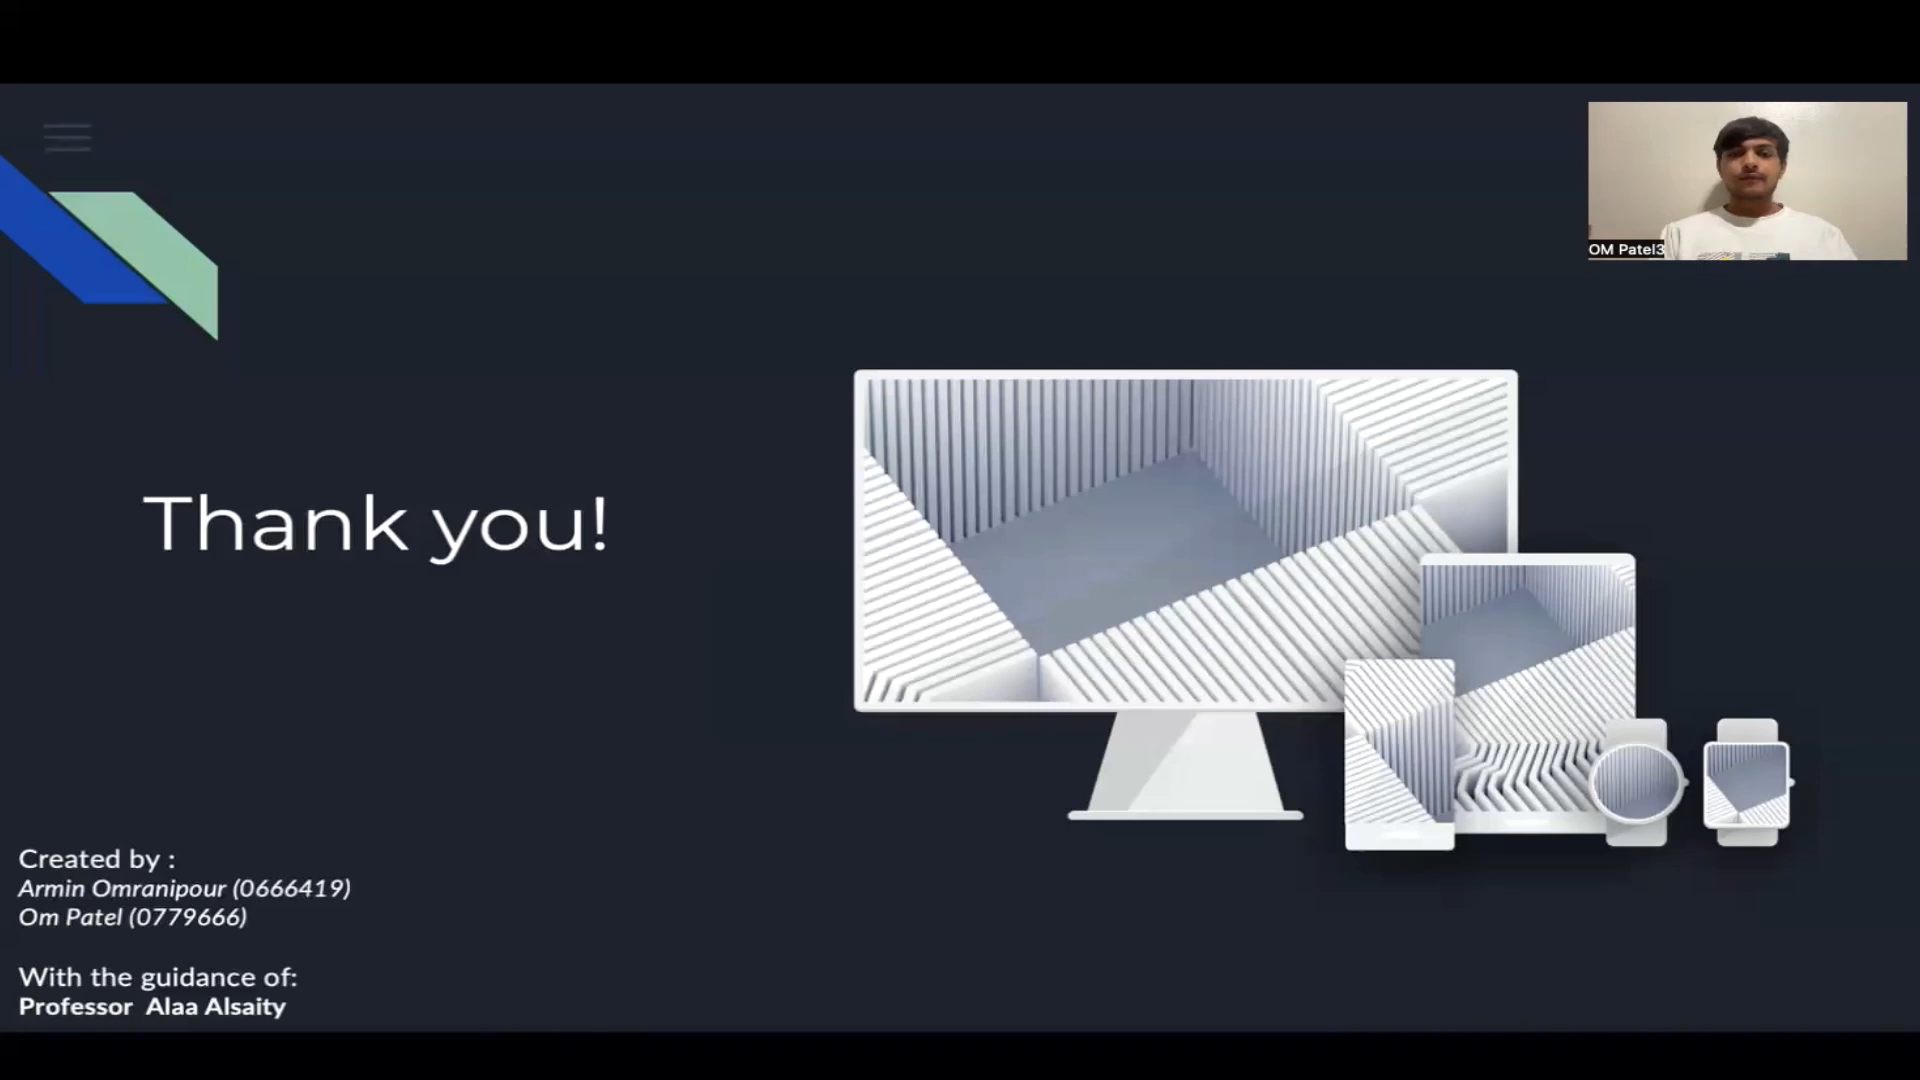 OM Patel3
Thank you!
Created by :
Armin Omranipour (0666419)
Om Patel (0779666)
With the guidance of:
Professor Alaa Alsaity